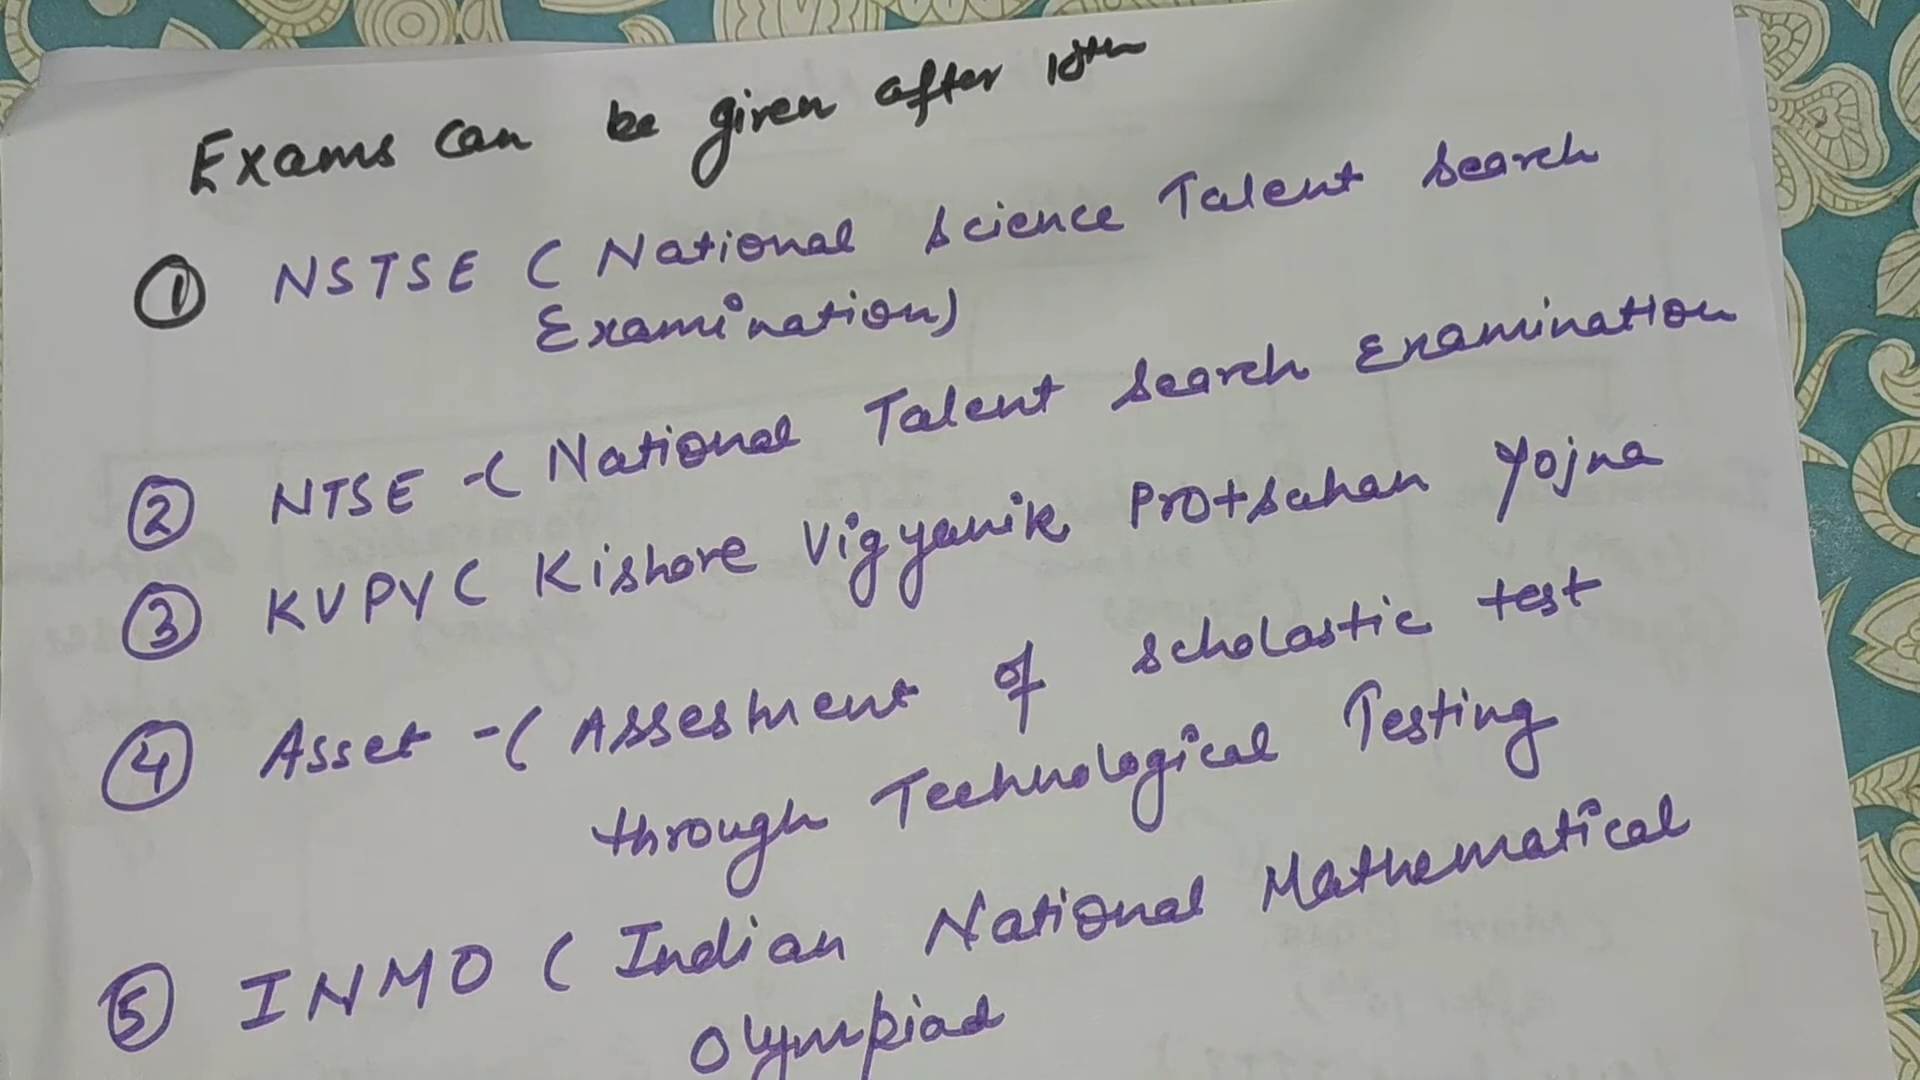 Exams can be given after 10th
① NSTSE ( National Science Talent Search
Examination)
② NTSE -( National Talent Search Examination
③ KVPY ( Kishore Vigyanik Protsahan Yojna
④ Asset -( Assesment of scholastic test
through Technological Testing
⑤ INMO ( Indian National Mathematical
Olympiad